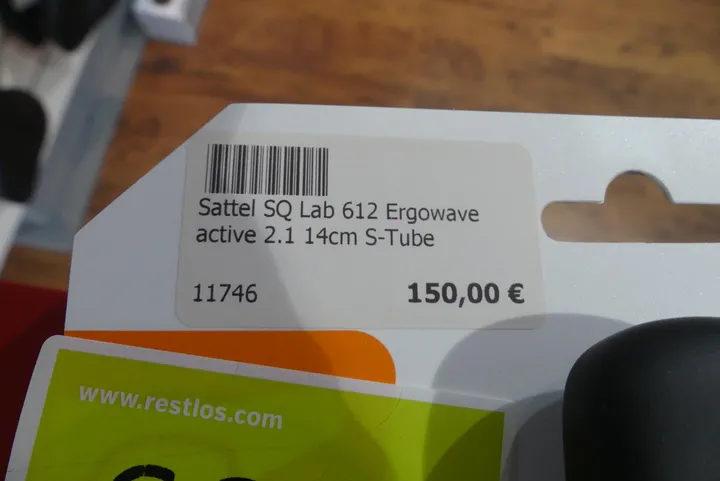 Sattel SQ Lab 612 Ergowave
active 2.1 14cm S-Tube
11746 150,00 €
www.restlos.com